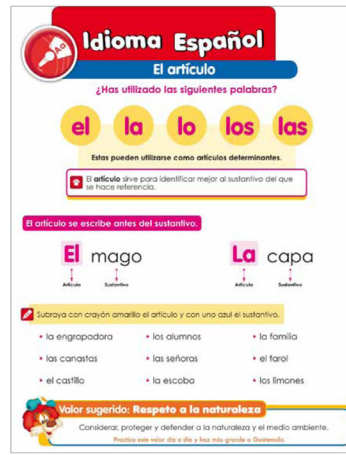 Idioma Español
El artículo
¿Has utilizado las siguientes palabras?
el la lo los las
Estas pueden utilizarse como artículos determinantes.
El artículo sirve para identificar mejor al sustantivo del que
se hace referencia.
El artículo se escribe antes del sustantivo.
El mago La capa
Artículo Sustantivo Artículo Sustantivo
Subraya con crayón amarillo el artículo y con uno azul el sustantivo.
• la engrapadora • los alumnos • la familia
• las canastas • las señoras • el farol
• el castillo • la escoba • los limones
Valor sugerido: Respeto a la naturaleza
Considerar, proteger y defender a la naturaleza y el medio ambiente.
Practica este valor día a día y haz más grande a Guatemala.